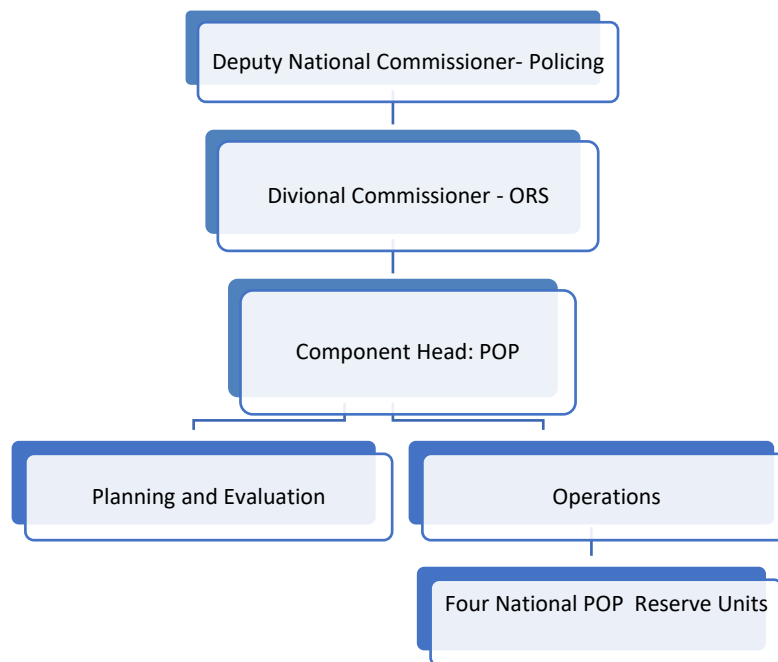 Deputy National Commissioner- Policing
Divional Commissioner - ORS
Component Head: POP
Planning and Evaluation
Operations
Four National POP  Reserve Units